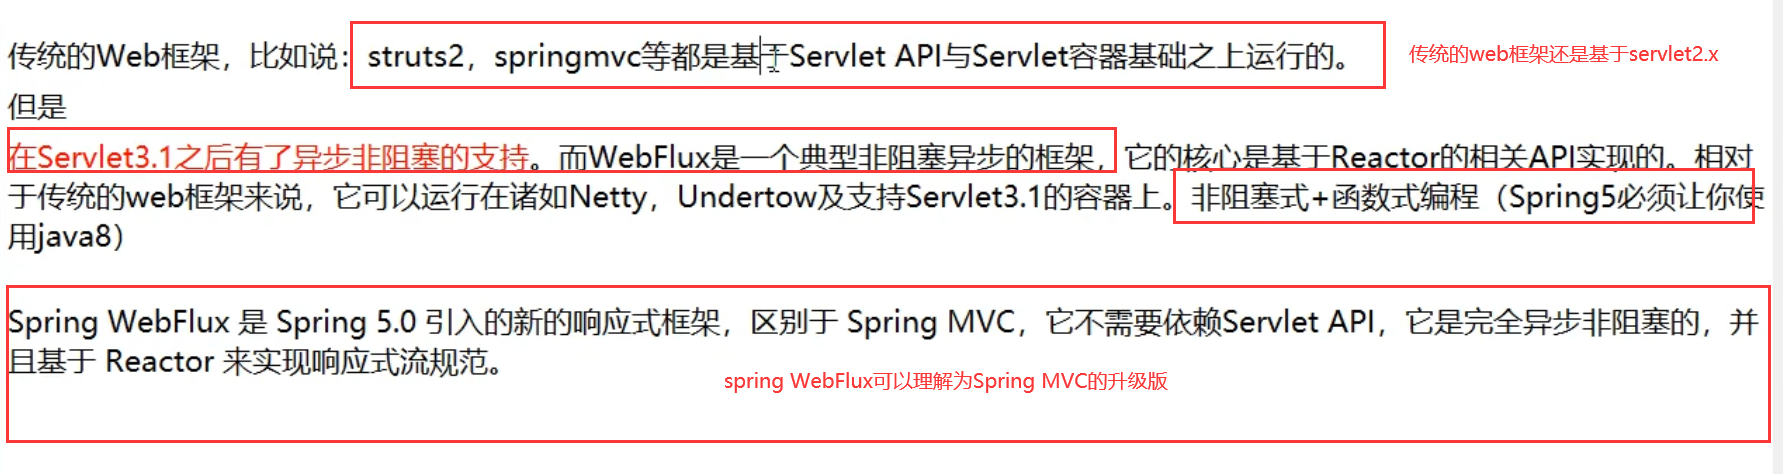 传统的Web框架，比如说：struts2，springmvc等都是基于Servlet API与Servlet容器基础之上运行的。
传统的web框架还是基于servlet2.x
但是
在Servlet3.1之后有了异步非阻塞的支持。而WebFlux是一个典型非阻塞异步的框架，它的核心是基于Reactor的相关API实现的。相对
于传统的web框架来说，它可以运行在诸如Netty，Undertow及支持Servlet3.1的容器上。非阻塞式+函数式编程（Spring5必须让你使
用java8）
Spring WebFlux 是 Spring 5.0 引入的新的响应式框架，区别于 Spring MVC，它不需要依赖Servlet API，它是完全异步非阻塞的，并
且基于 Reactor 来实现响应式流规范。
spring WebFlux可以理解为Spring MVC的升级版